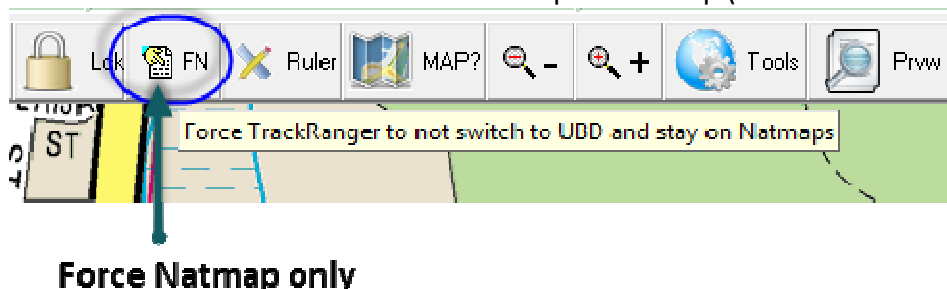 Lok FN Ruler MAP? - + Tools Prvw
ST
Force TrackRanger to not switch to UBD and stay on Natmaps
Force Natmap only